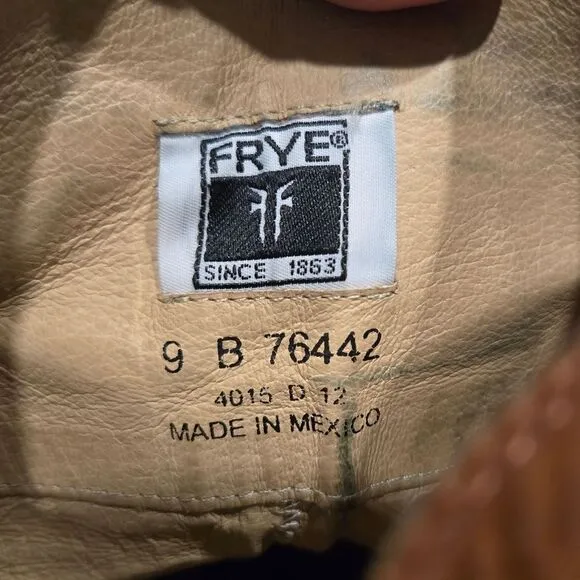 FRYE®
SINCE 1863
9 B 76442
4015 D 12
MADE IN MEXICO